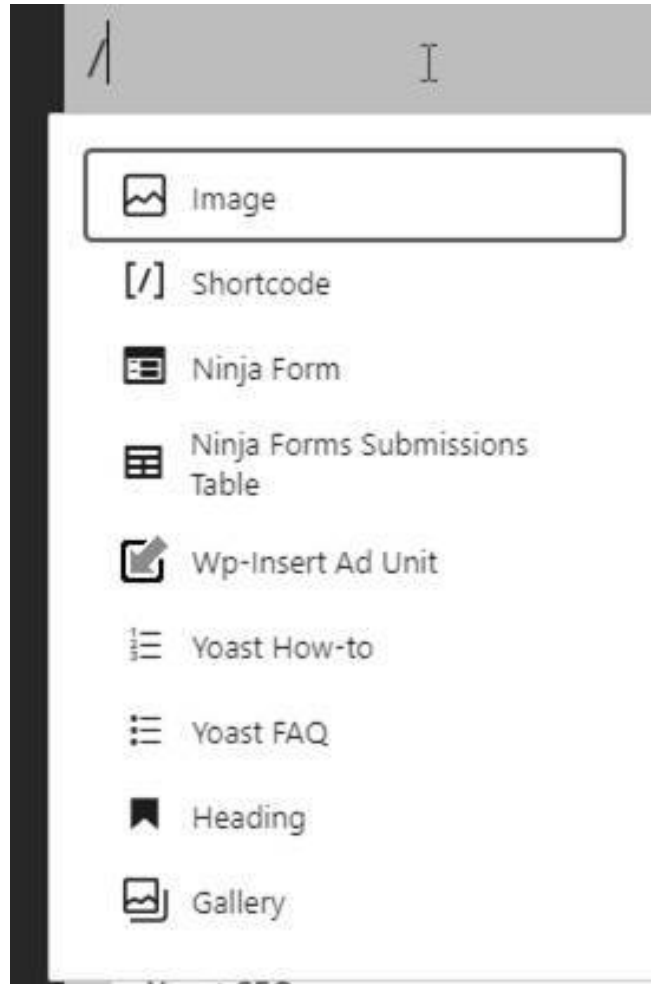 /
Image
[/] Shortcode
Ninja Form
Ninja Forms Submissions
Table
Wp-Insert Ad Unit
Yoast How-to
Yoast FAQ
Heading
Gallery